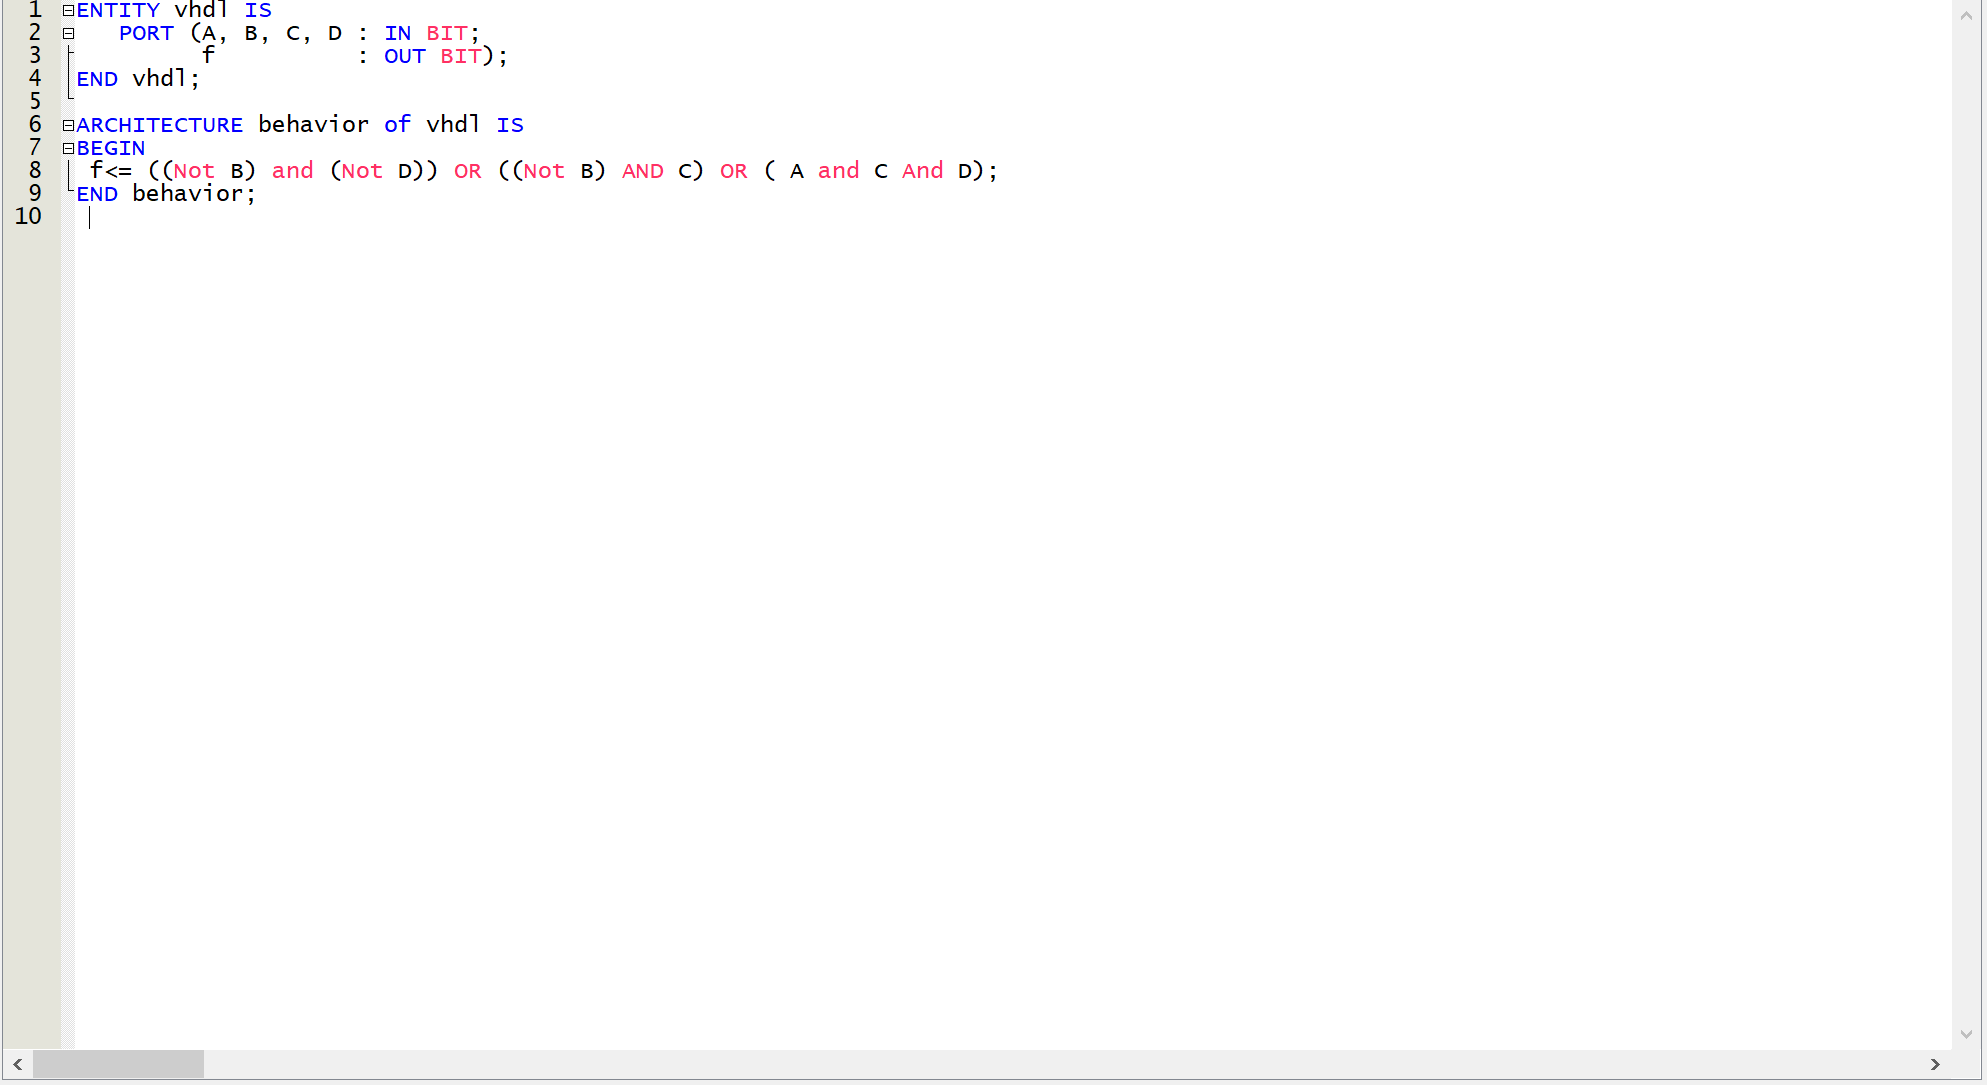 1 ENTITY vhdl IS
2 PORT (A, B, C, D : IN BIT;
3 f : OUT BIT);
4 END vhdl;
5
6 ARCHITECTURE behavior of vhdl IS
7 BEGIN
8 f<= ((Not B) and (Not D)) OR ((Not B) AND C) OR ( A and C And D);
9 END behavior;
10